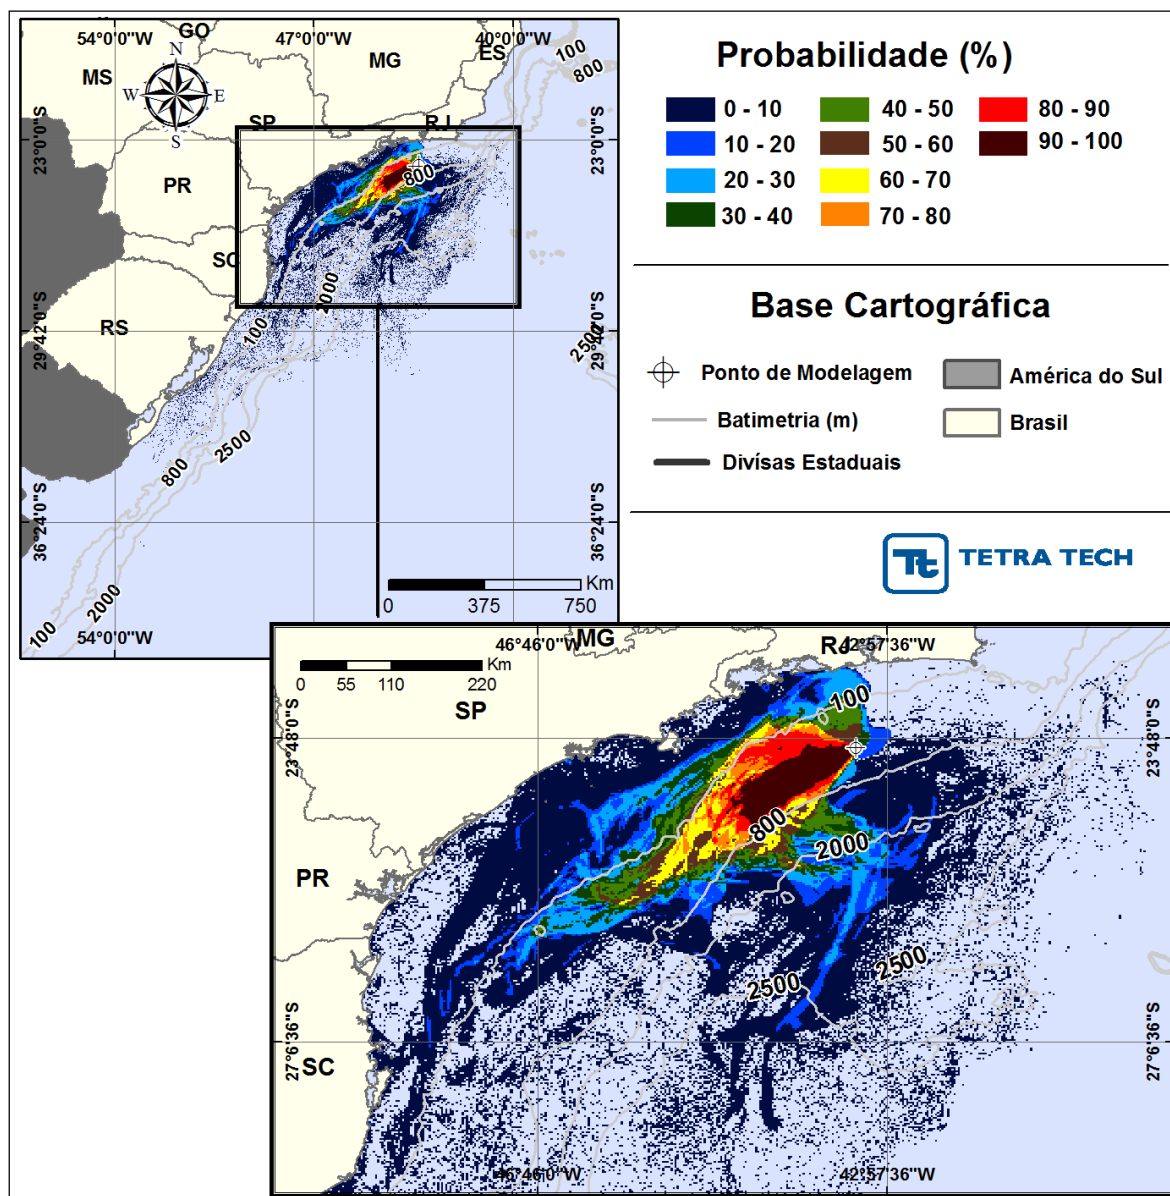 54°0'0"W
47°0'0"W
40°0'0"W
GO
MG
ES
MS
N
W
E
S
100
800
SP
RJ
23°0'0"S
23°0'0"S
800
PR
SC
2000
RS
100
29°42'0"S
29°42'0"S
2500
2500
800
36°24'0"S
36°24'0"S
2000
100
54°0'0"W
Km
0 375 750
Probabilidade (%)
0 - 10
10 - 20
20 - 30
30 - 40
40 - 50
50 - 60
60 - 70
70 - 80
80 - 90
90 - 100
Base Cartográfica
Ponto de Modelagem
Batimetria (m)
Divísas Estaduais
América do Sul
Brasil
Tt TETRA TECH
46°46'0"W
MG
RJ
42°57'36"W
Km
0 55 110 220
SP
100
23°48'0"S
23°48'0"S
800
2000
PR
2500
2500
27°6'36"S
27°6'36"S
SC
46°46'0"W
42°57'36"W